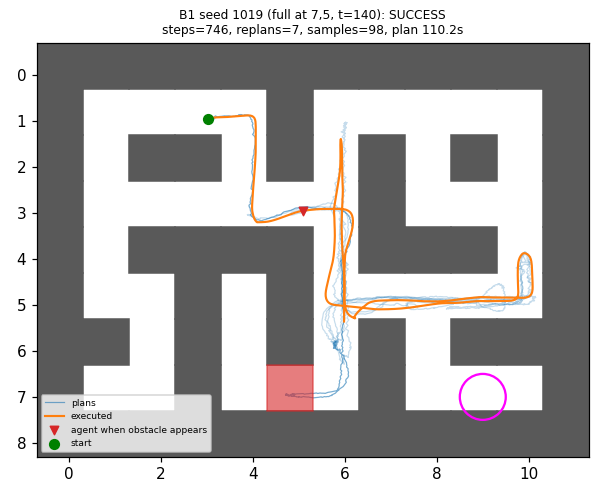 B1 seed 1019 (full at 7,5, t=140): SUCCESS
steps=746, replans=7, samples=98, plan 110.2s
0
1
2
3
4
5
6
7
8
plans
executed
agent when obstacle appears
start
0 2 4 6 8 10